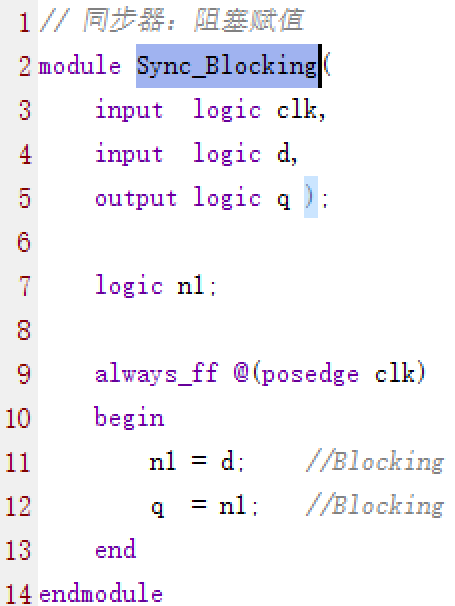 1 // 同步器：阻塞赋值
2 module Sync_Blocking(
3     input  logic clk,
4     input  logic d,
5     output logic q );
6
7     logic n1;
8
9     always_ff @(posedge clk)
10     begin
11         n1 = d;    //Blocking
12         q  = n1;   //Blocking
13     end
14 endmodule